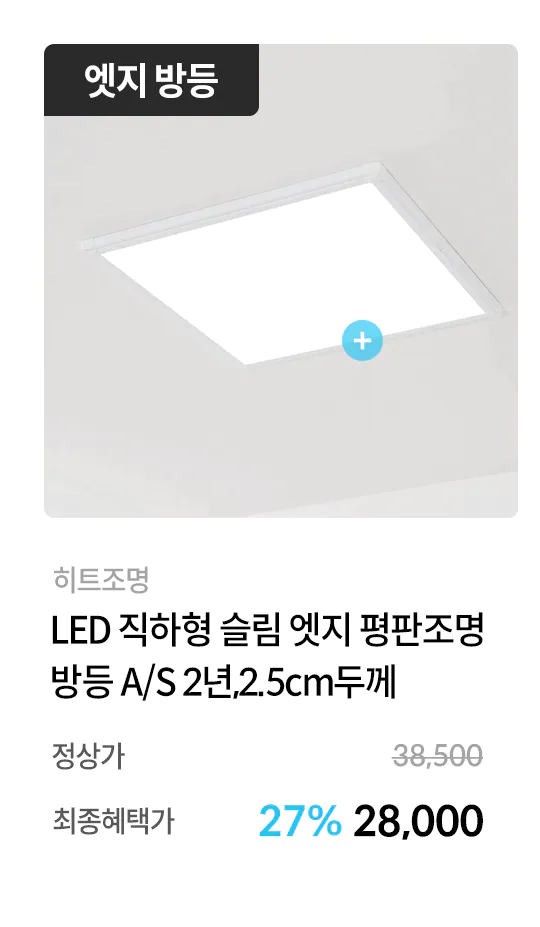 엣지 방등
히트조명
LED 직하형 슬림 엣지 평판조명
방등 A/S 2년,2.5cm두께
정상가 38,500
최종혜택가 27% 28,000